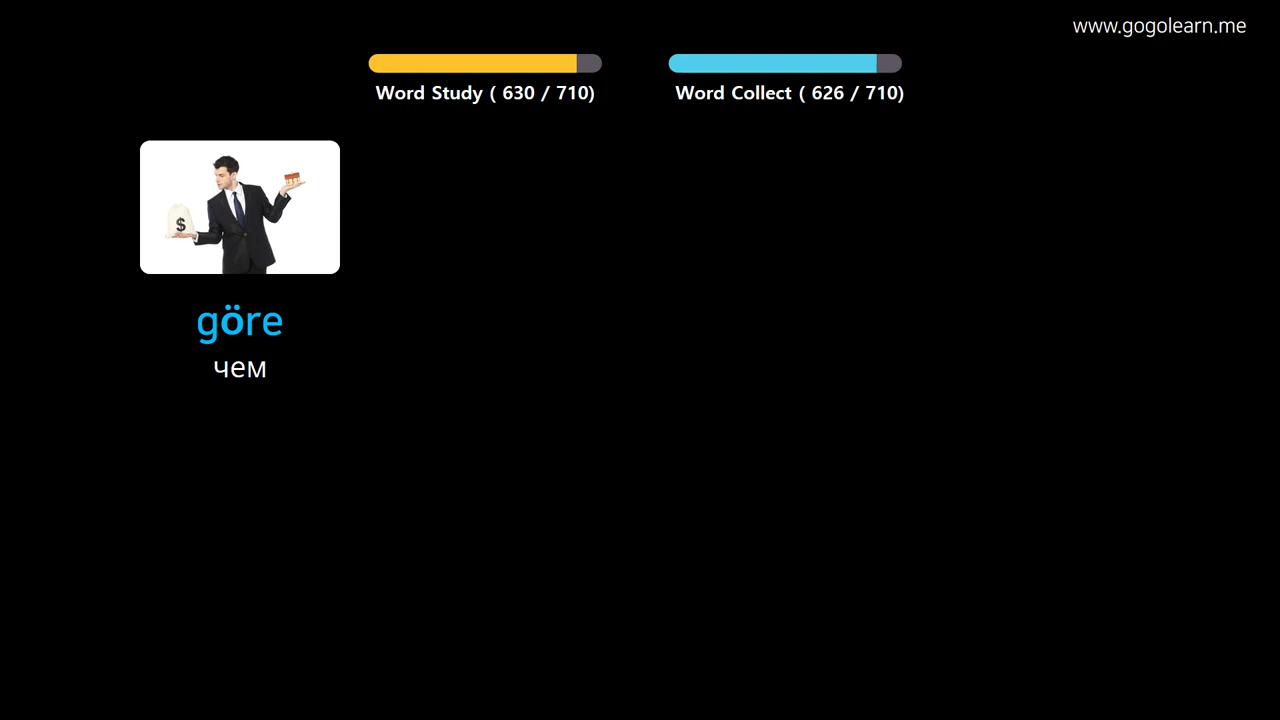 www.gogolearn.me
Word Study ( 630 / 710)
Word Collect ( 626 / 710)
$
göre
чем